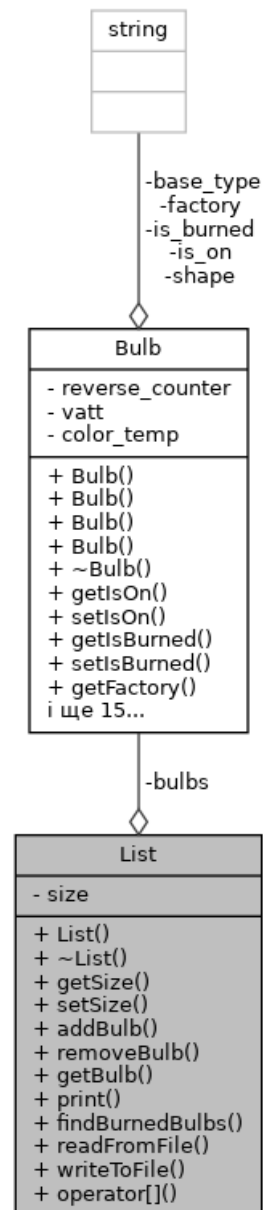 string
-base_type
-factory
-is_burned
-is_on
-shape
Bulb
- reverse_counter
- vatt
- color_temp
+ Bulb()
+ Bulb()
+ Bulb()
+ Bulb()
+ ~Bulb()
+ getIsOn()
+ setIsOn()
+ getIsBurned()
+ setIsBurned()
+ getFactory()
і ще 15...
-bulbs
List
- size
+ List()
+ ~List()
+ getSize()
+ setSize()
+ addBulb()
+ removeBulb()
+ getBulb()
+ print()
+ findBurnedBulbs()
+ readFromFile()
+ writeToFile()
+ operator[]()